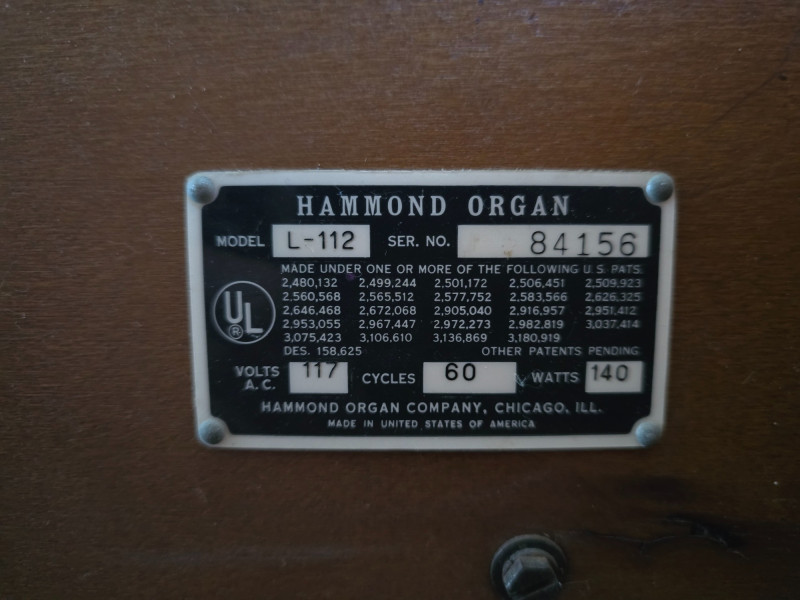 HAMMOND ORGAN
MODEL L-112 SER. NO. 84156
MADE UNDER ONE OR MORE OF THE FOLLOWING U.S. PATS.
2,480,132 2,499,244 2,501,172 2,506,451 2,509,923
2,560,568 2,565,512 2,577,752 2,583,566 2,626,325
2,646,468 2,672,068 2,905,040 2,916,957 2,951,412
2,953,055 2,967,447 2,972,273 2,982,819 3,037,414
3,075,423 3,106,610 3,136,869 3,180,919
DES. 158,625 OTHER PATENTS PENDING
UL
®
VOLTS A.C. 117 CYCLES 60 WATTS 140
HAMMOND ORGAN COMPANY, CHICAGO, ILL.
MADE IN UNITED STATES OF AMERICA